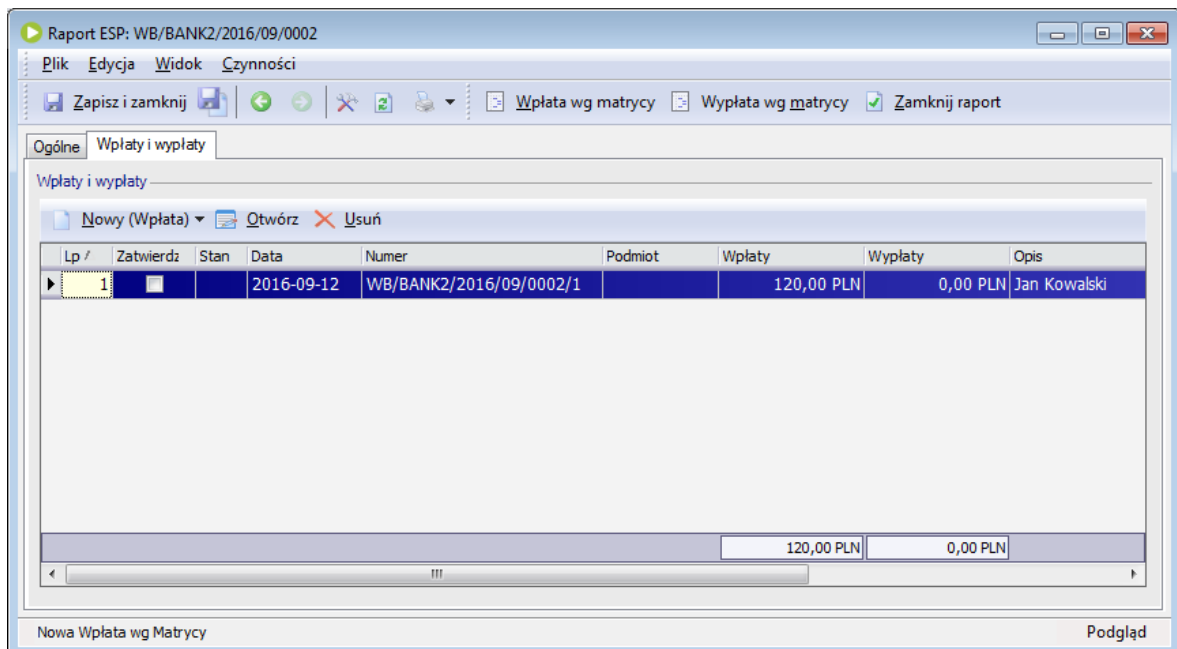 Raport ESP: WB/BANK2/2016/09/0002
Plik Edycja Widok Czynności
Zapisz i zamknij Wpłata wg matrycy Wypłata wg matrycy Zamknij raport
Ogólne Wpłaty i wypłaty
Wpłaty i wypłaty
Nowy (Wpłata) Otwórz Usuń
Lp / Zatwierdz Stan Data Numer Podmiot Wpłaty Wypłaty Opis
1 2016-09-12 WB/BANK2/2016/09/0002/1 120,00 PLN 0,00 PLN Jan Kowalski
120,00 PLN 0,00 PLN
Nowa Wpłata wg Matrycy Podgląd